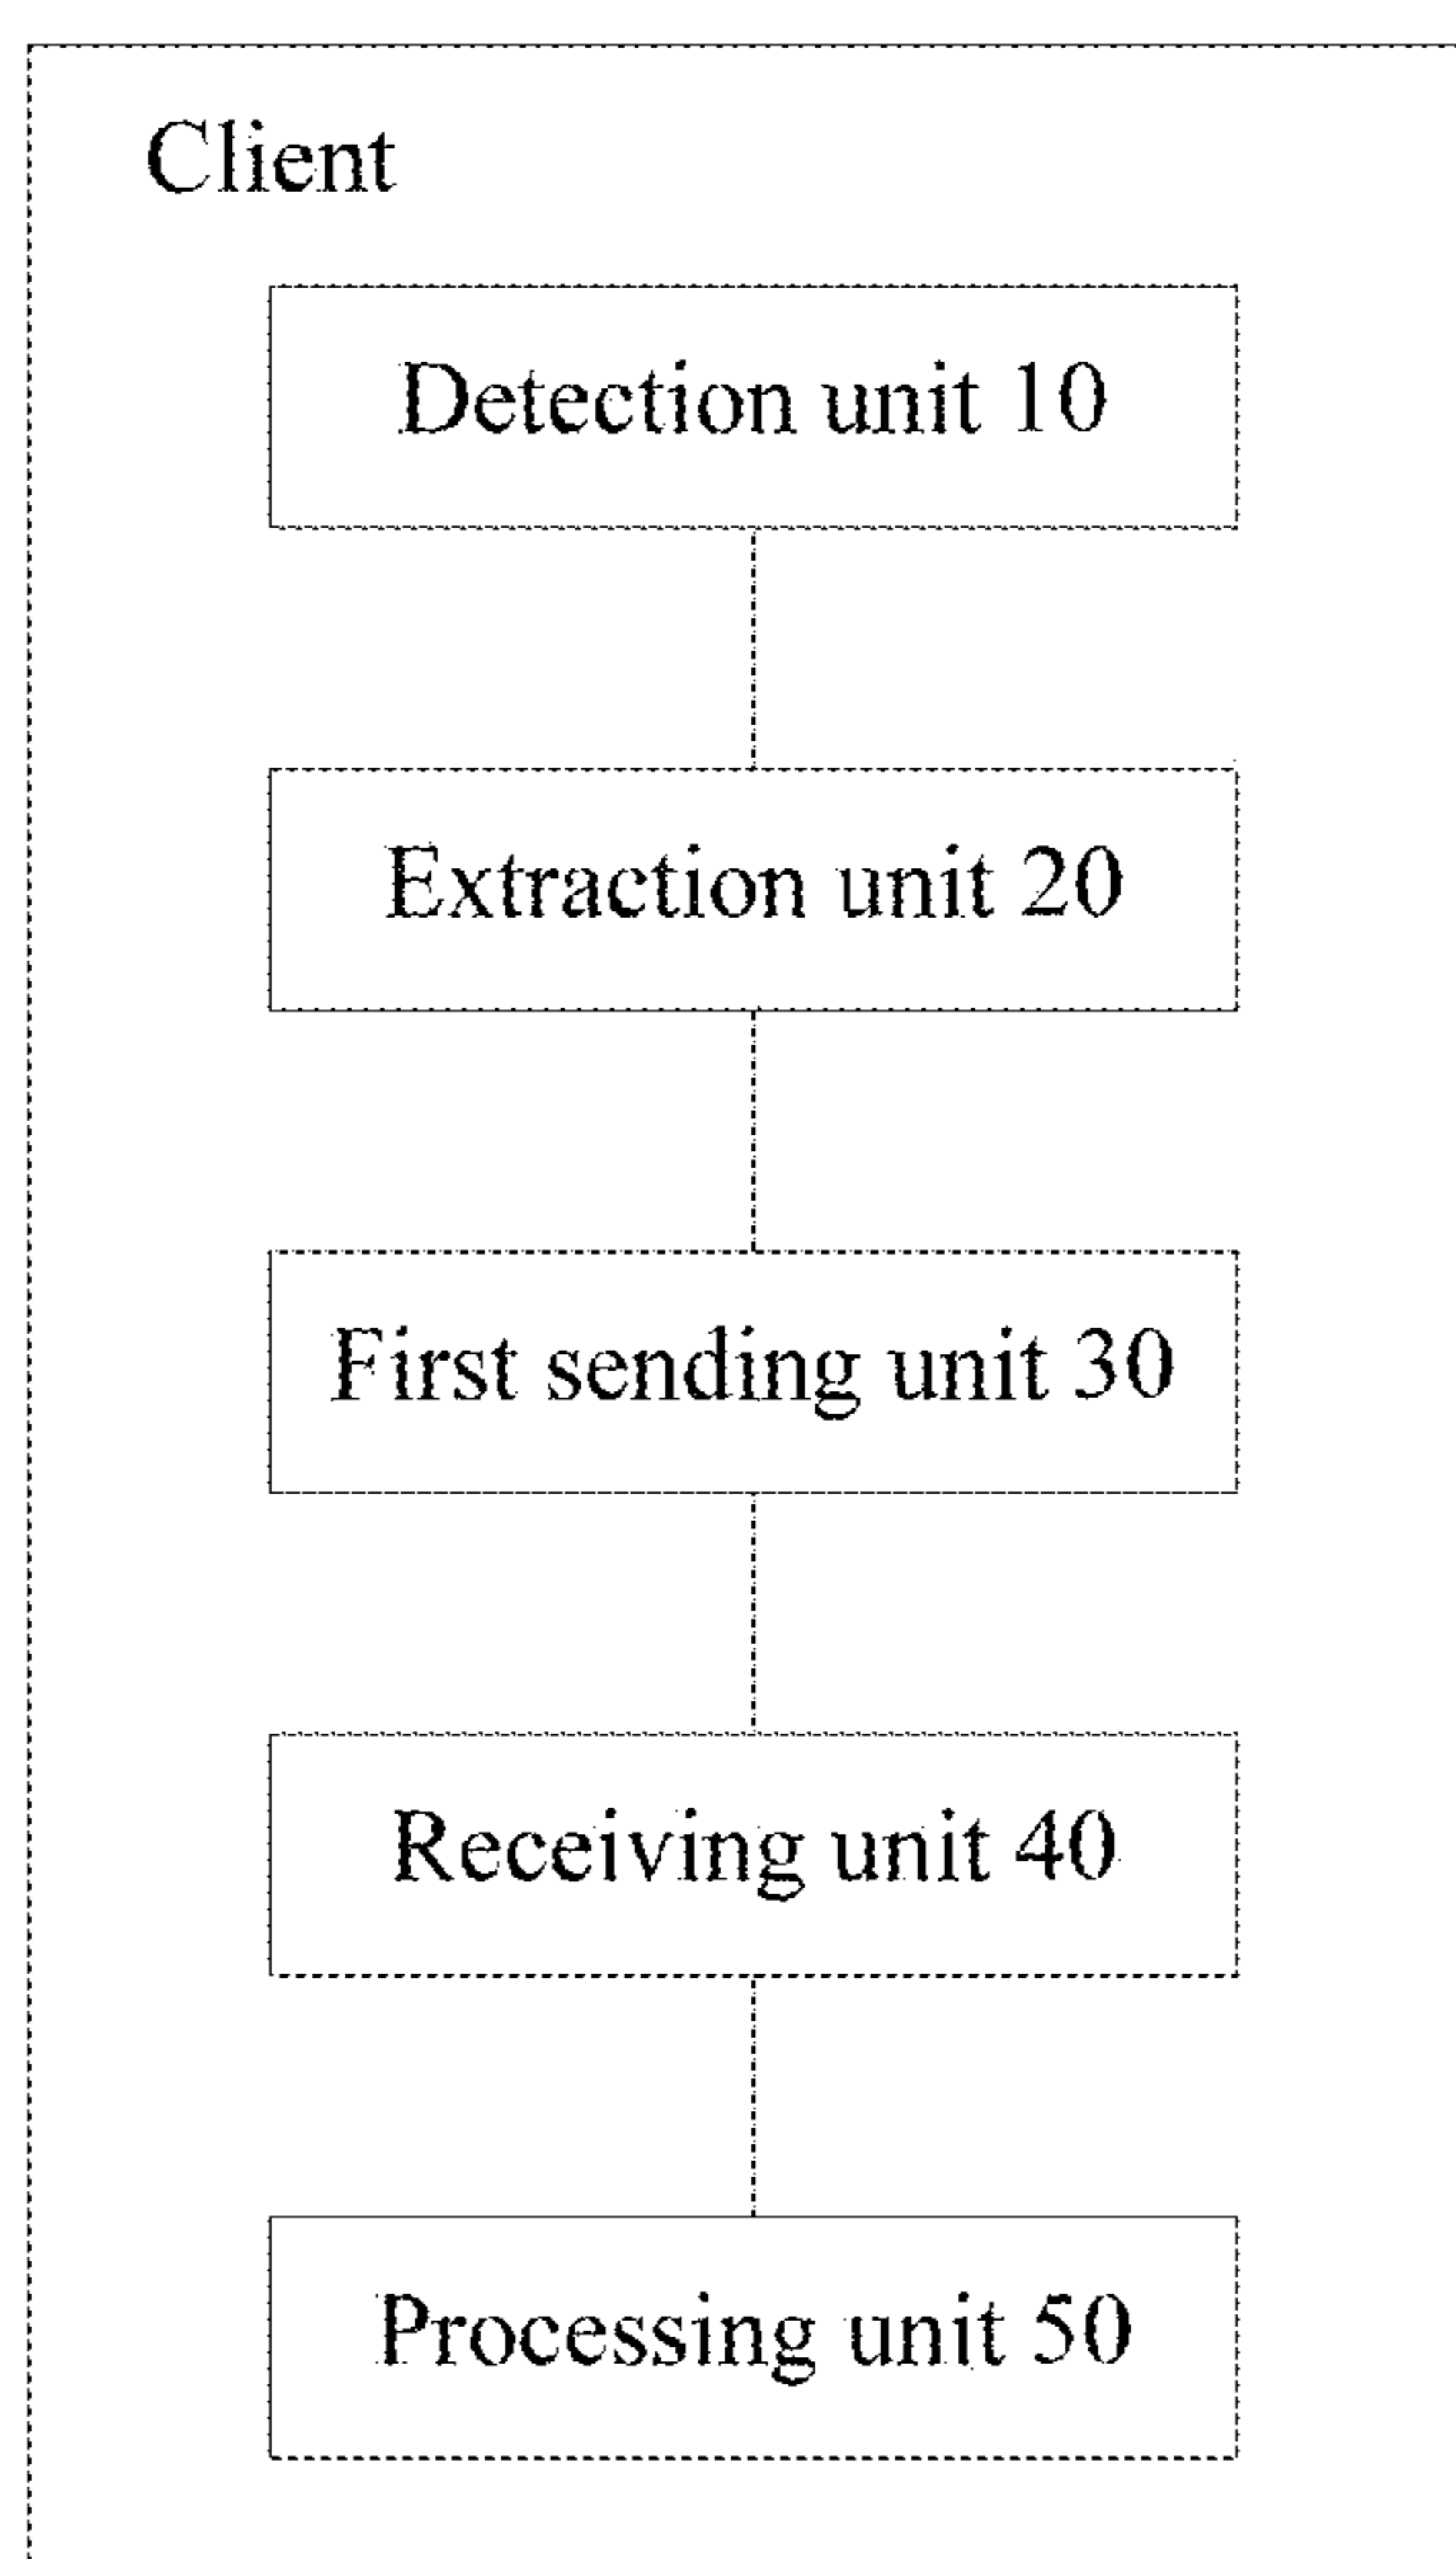 Client
Detection unit 10
Extraction unit 20
First sending unit 30
Receiving unit 40
Processing unit 50